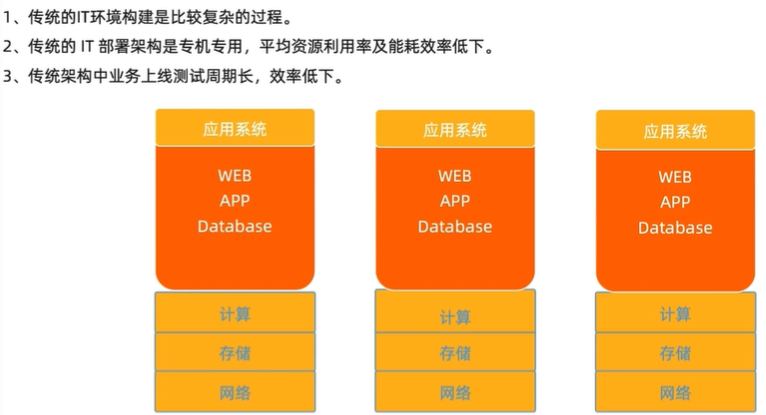 1、传统的IT环境构建是比较复杂的过程。
2、传统的 IT 部署架构是专机专用，平均资源利用率及能耗效率低下。
3、传统架构中业务上线测试周期长，效率低下。
应用系统 应用系统 应用系统
WEB WEB WEB
APP APP APP
Database Database Database
计算 计算 计算
存储 存储 存储
网络 网络 网络